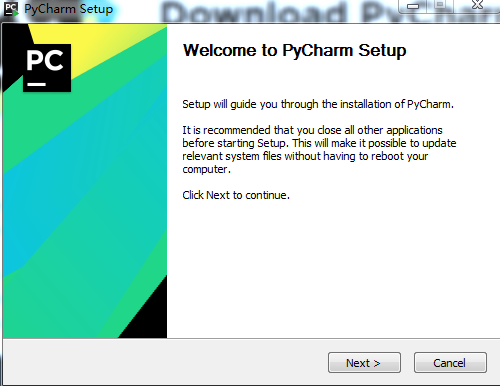 Download PyChar
PyCharm Setup
PC
Welcome to PyCharm Setup
Setup will guide you through the installation of PyCharm.
It is recommended that you close all other applications
before starting Setup. This will make it possible to update
relevant system files without having to reboot your
computer.
Click Next to continue.
Next >
Cancel